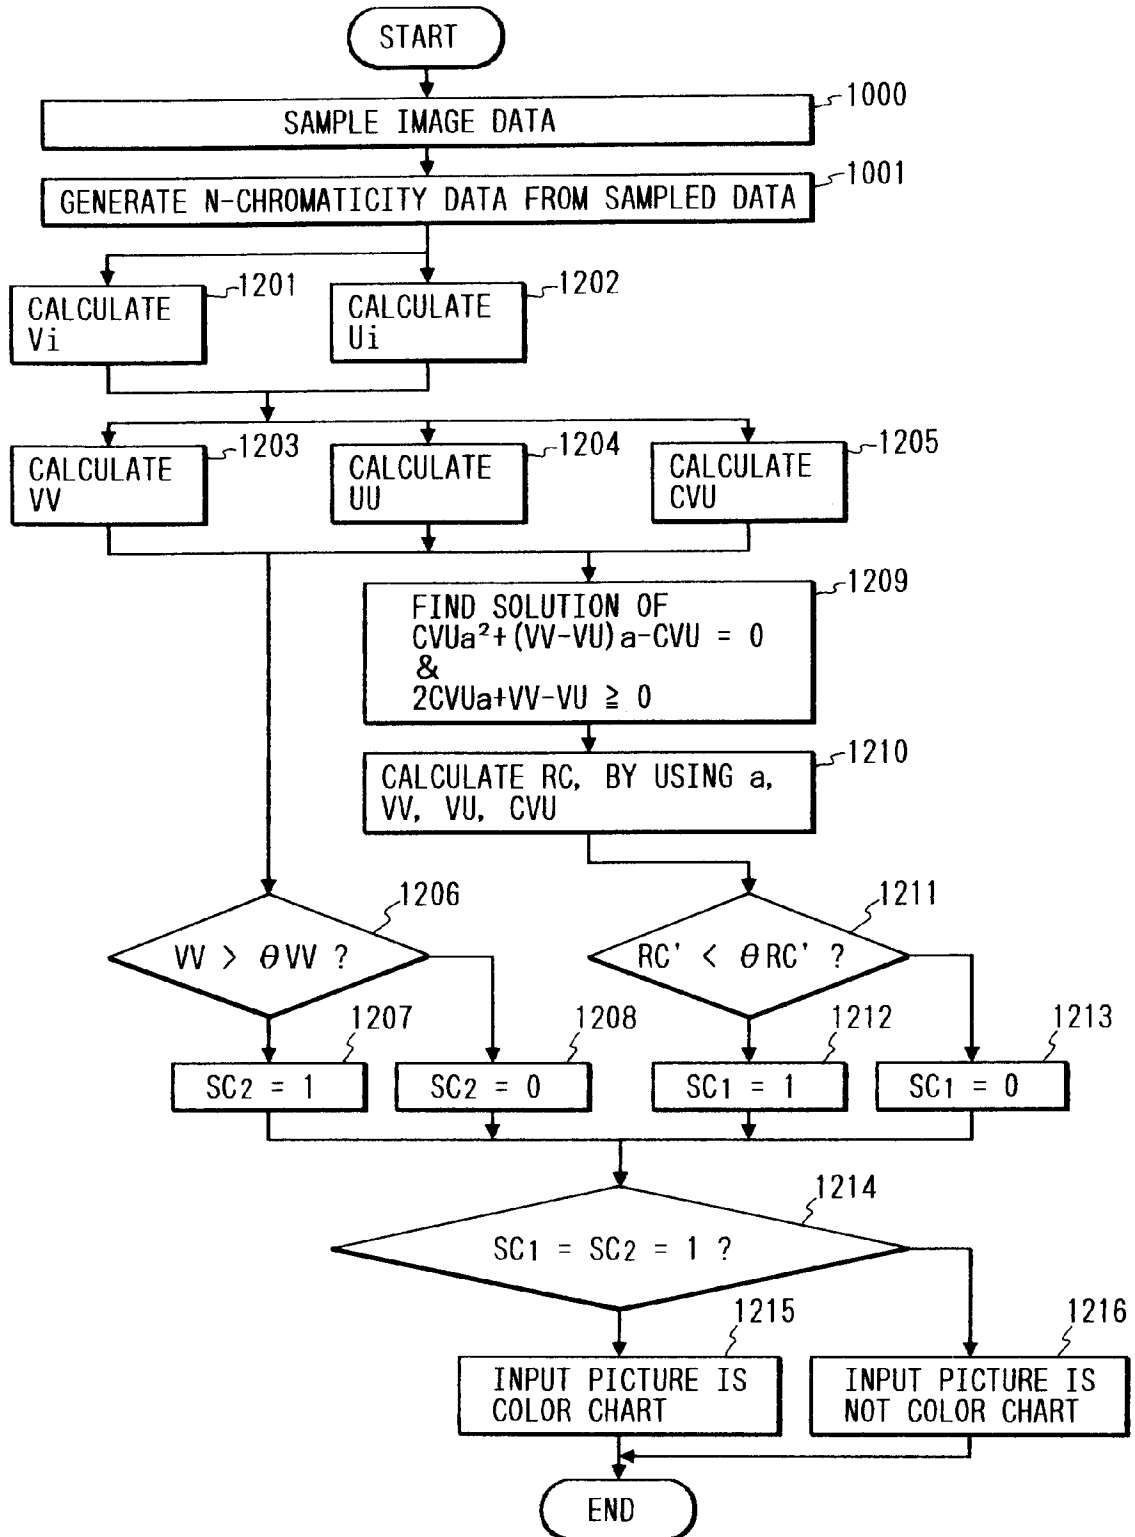 START
1000
SAMPLE IMAGE DATA
1001
GENERATE N-CHROMATICITY DATA FROM SAMPLED DATA
1201
CALCULATE
Vi
1202
CALCULATE
Ui
1203
CALCULATE
VV
1204
CALCULATE
UU
1205
CALCULATE
CVU
1209
FIND SOLUTION OF
CVUa²+(VV-VU)a-CVU = 0
&
2CVUa+VV-VU ≧ 0
1210
CALCULATE RC, BY USING a,
VV, VU, CVU
1206
VV > θVV ?
1211
RC' < θRC' ?
1207
SC2 = 1
1208
SC2 = 0
1212
SC1 = 1
1213
SC1 = 0
1214
SC1 = SC2 = 1 ?
1215
INPUT PICTURE IS
COLOR CHART
1216
INPUT PICTURE IS
NOT COLOR CHART
END